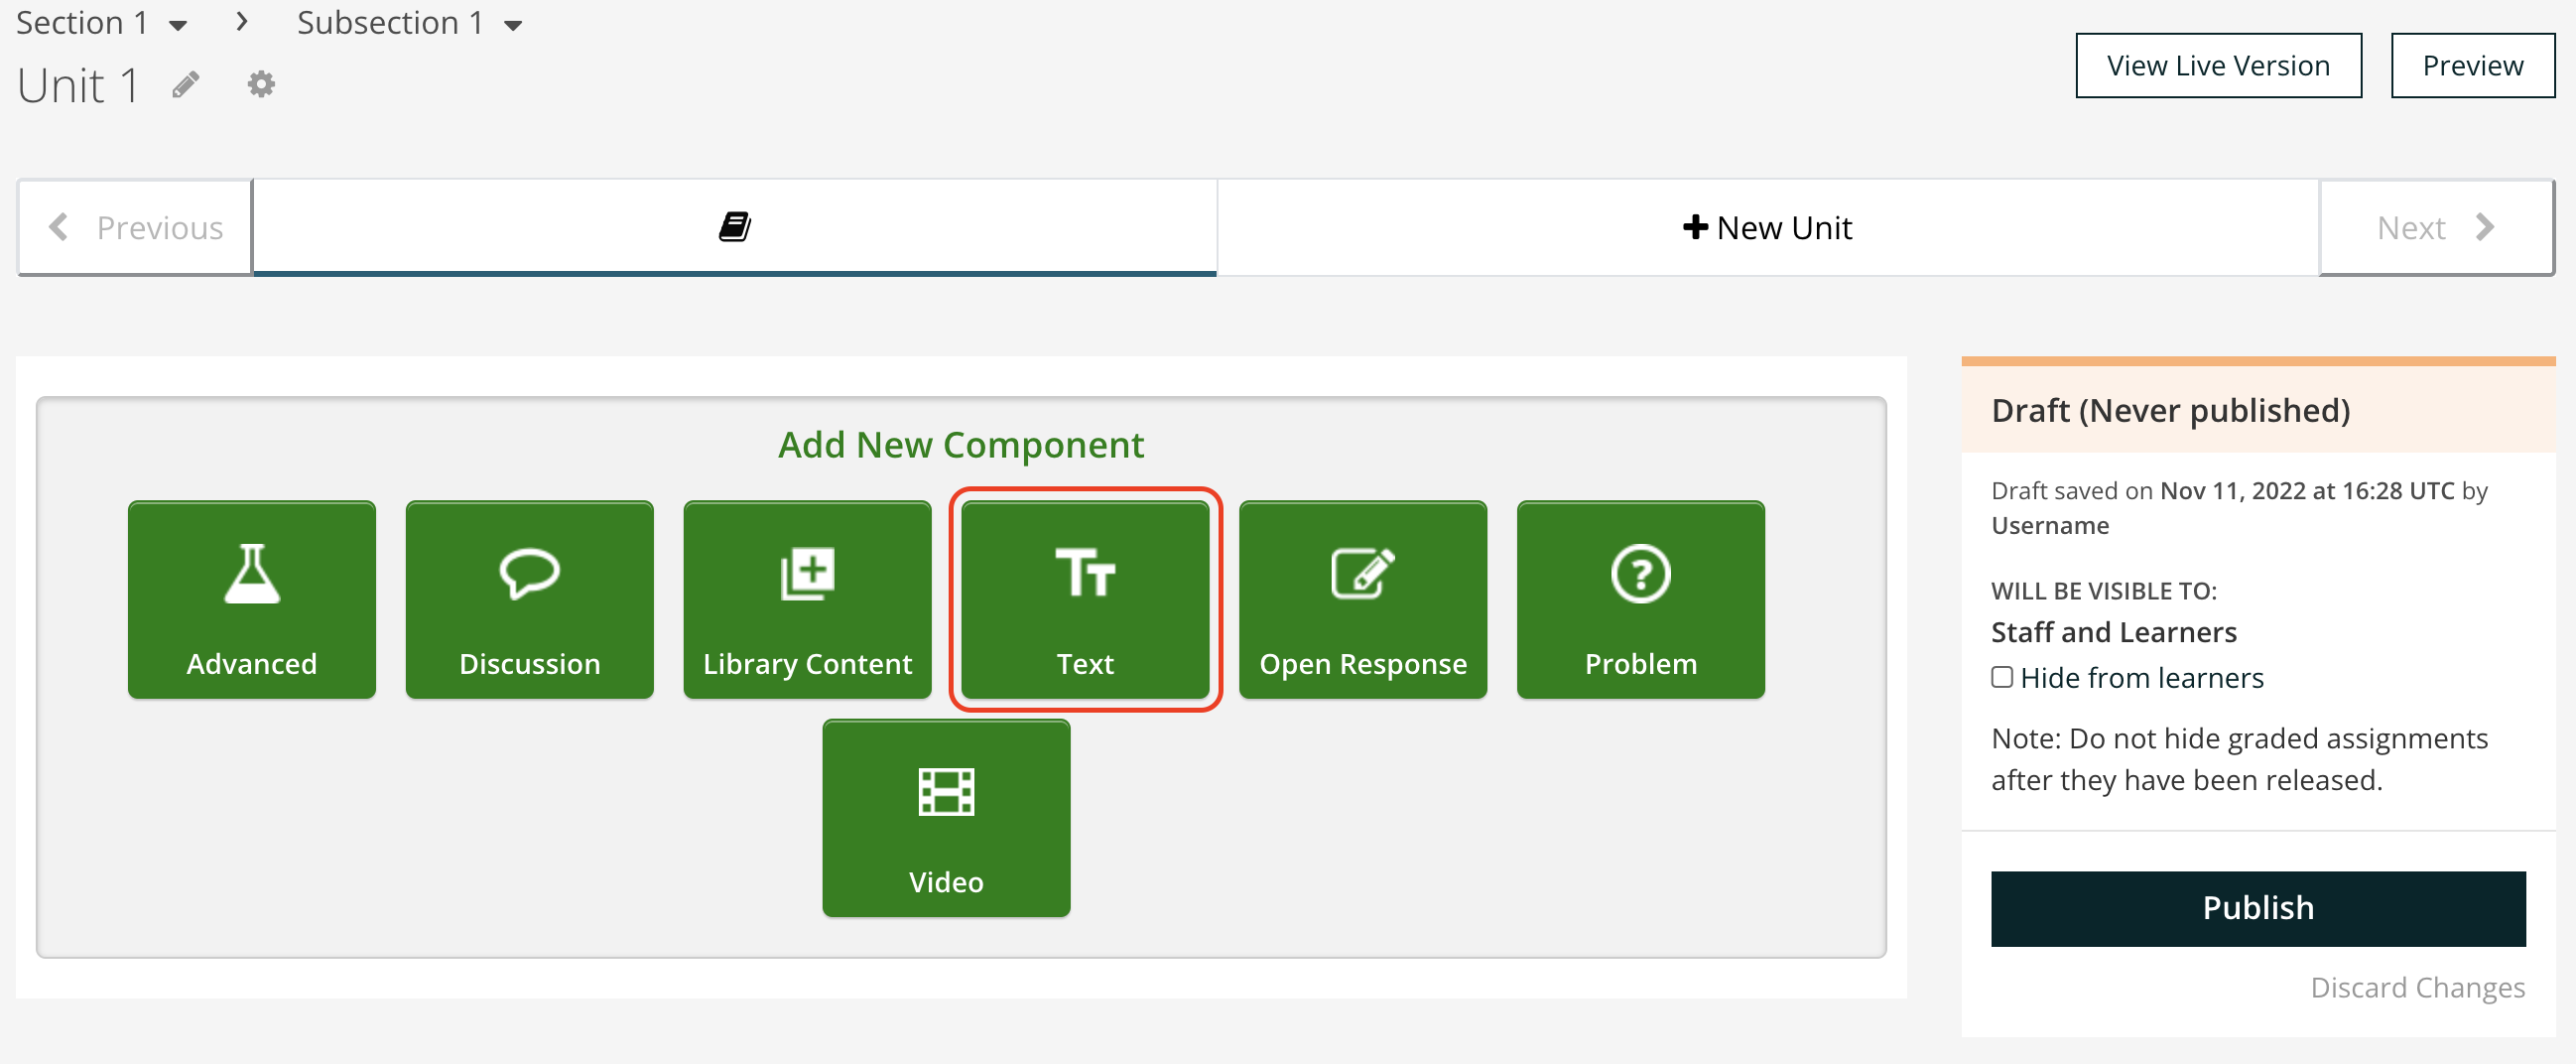 Section 1 Subsection 1
Unit 1
View Live Version Preview
Previous New Unit Next
Add New Component
Advanced Discussion Library Content Text Open Response Problem
Video
Draft (Never published)
Draft saved on Nov 11, 2022 at 16:28 UTC by
Username
WILL BE VISIBLE TO:
Staff and Learners
Hide from learners
Note: Do not hide graded assignments
after they have been released.
Publish
Discard Changes